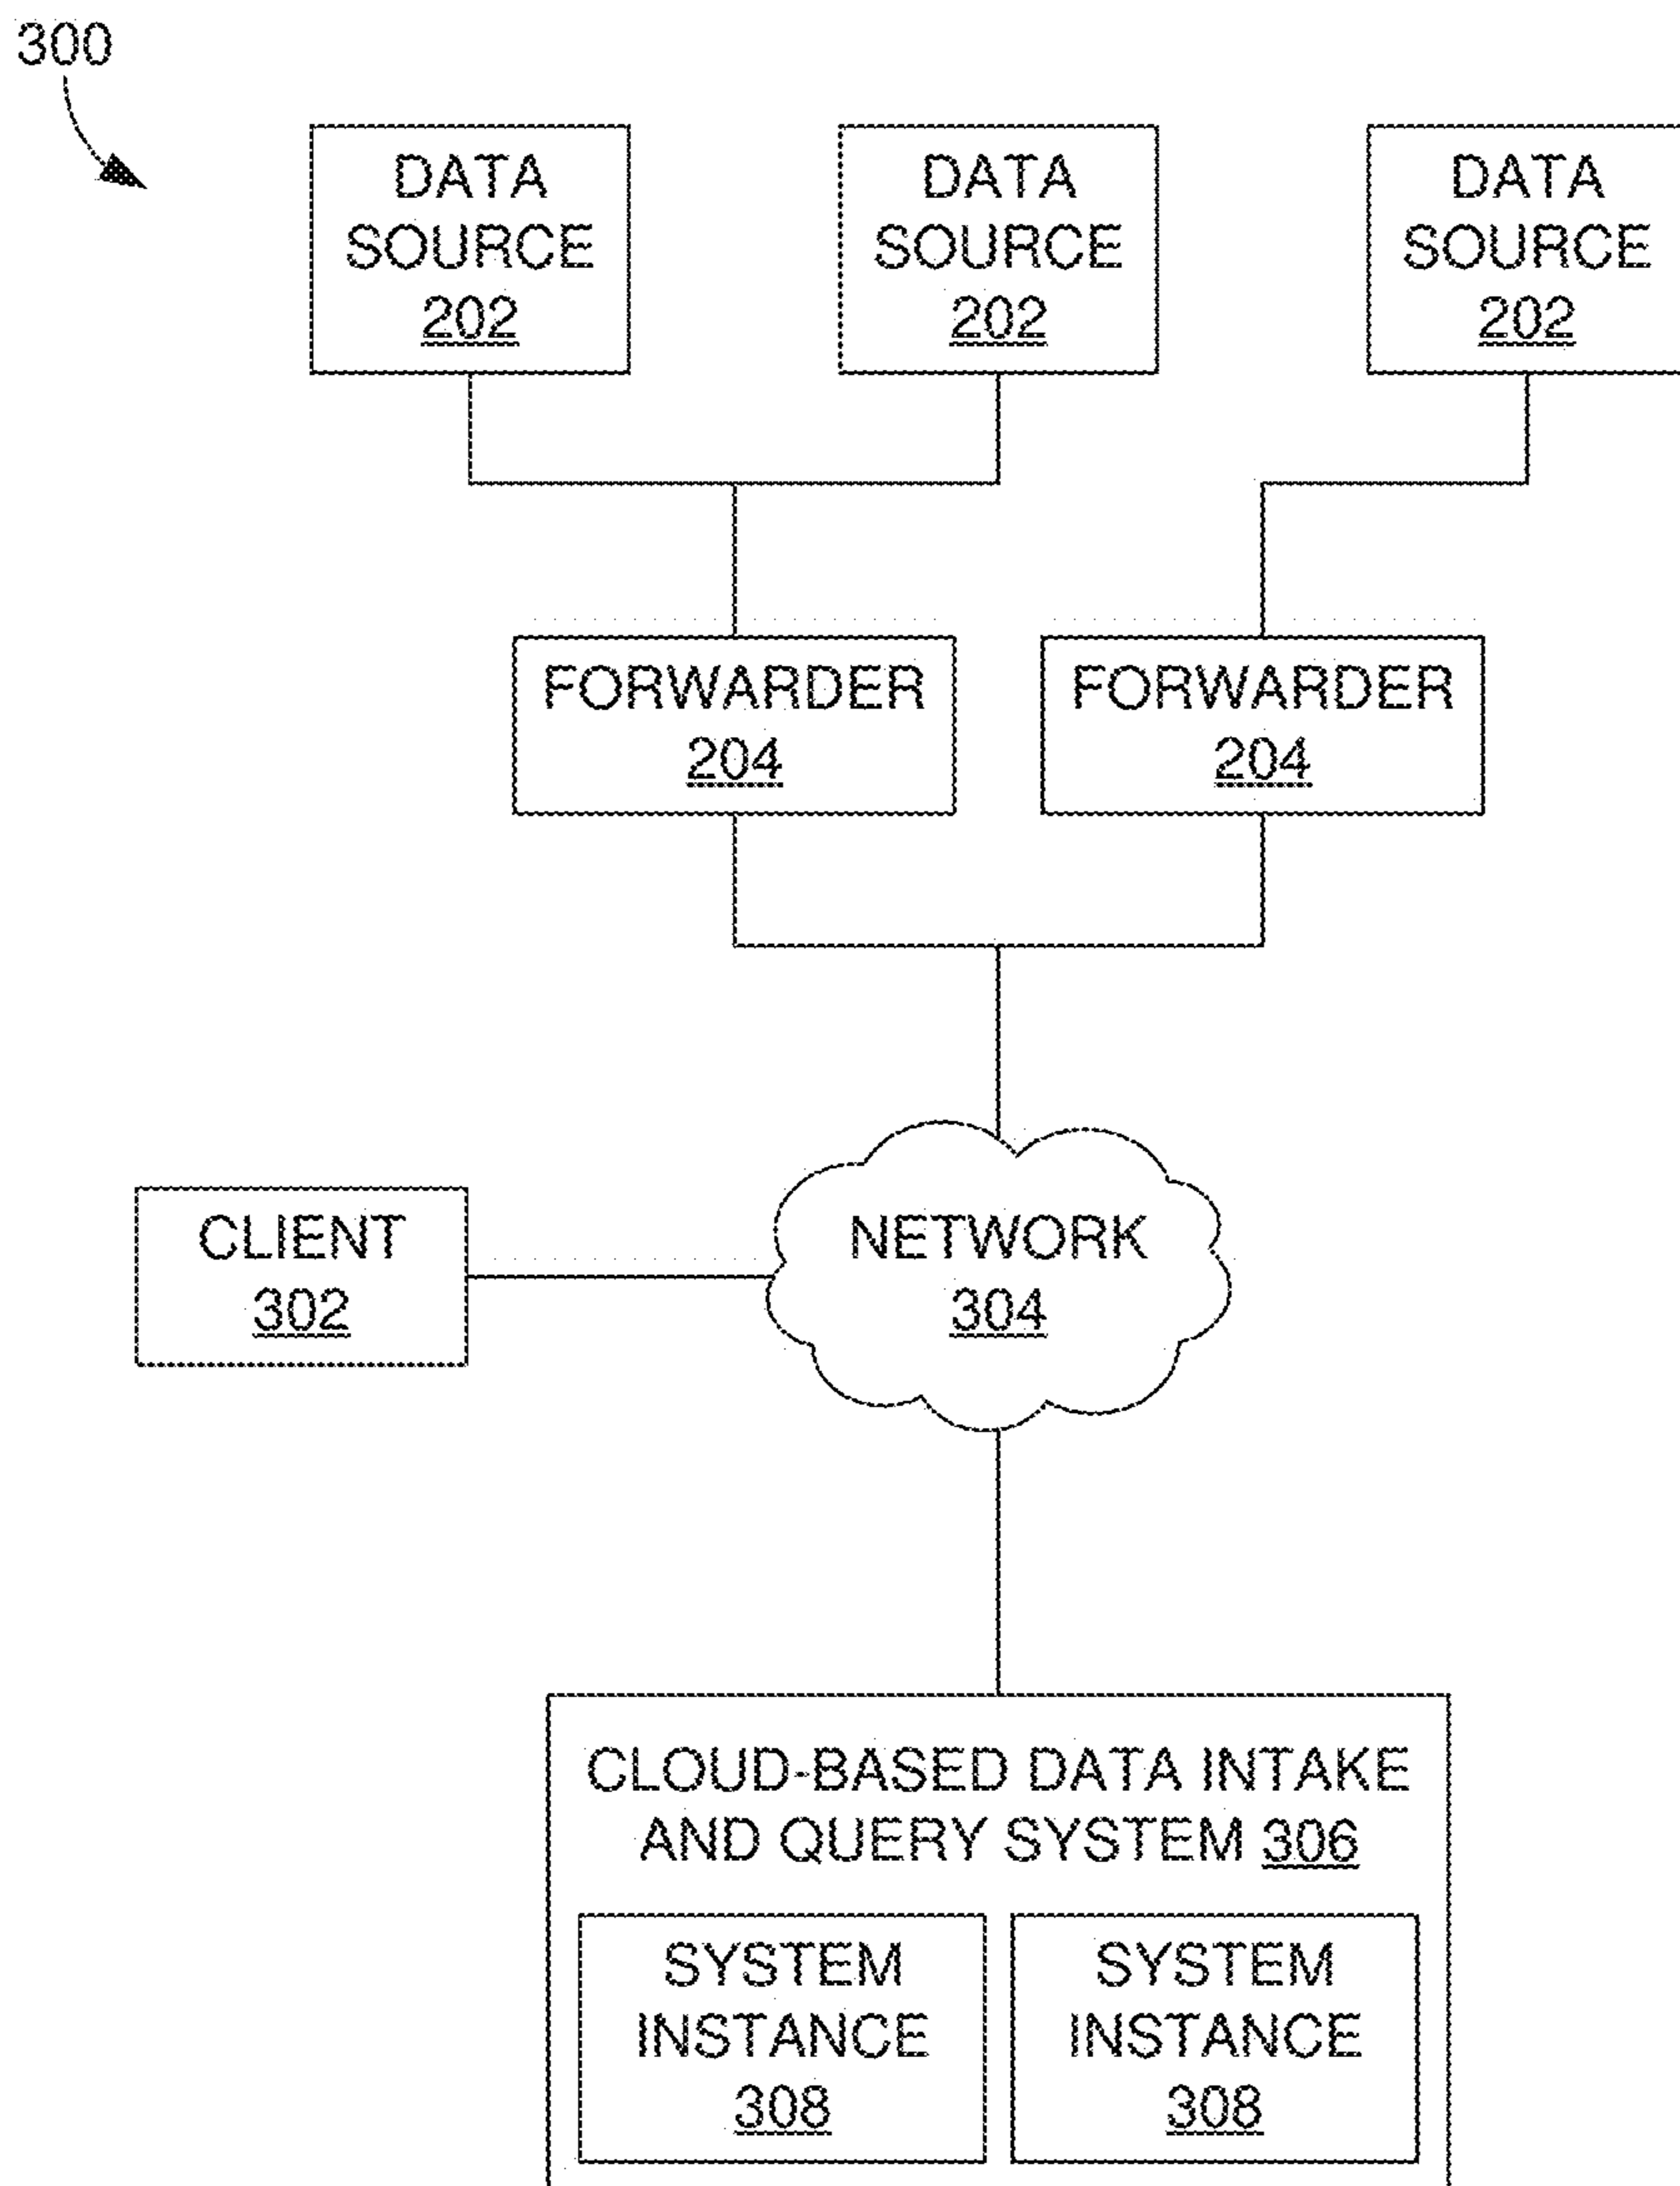 300
DATA
SOURCE
202
DATA
SOURCE
202
DATA
SOURCE
202
FORWARDER
204
FORWARDER
204
CLIENT
302
NETWORK
304
CLOUD-BASED DATA INTAKE
AND QUERY SYSTEM 306
SYSTEM
INSTANCE
308
SYSTEM
INSTANCE
308